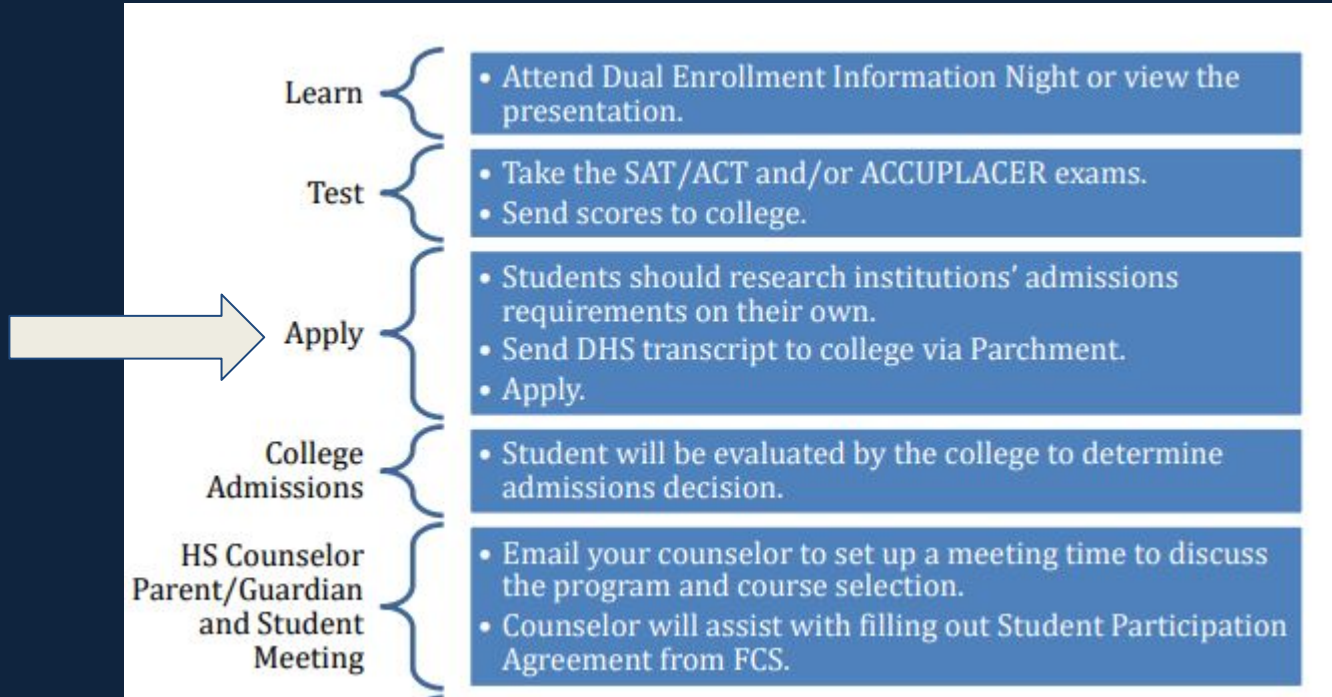 Learn
• Attend Dual Enrollment Information Night or view the
presentation.
Test
• Take the SAT/ACT and/or ACCUPLACER exams.
• Send scores to college.
Apply
• Students should research institutions' admissions
requirements on their own.
• Send DHS transcript to college via Parchment.
• Apply.
College
Admissions
• Student will be evaluated by the college to determine
admissions decision.
HS Counselor
Parent/Guardian
and Student
Meeting
• Email your counselor to set up a meeting time to discuss
the program and course selection.
• Counselor will assist with filling out Student Participation
Agreement from FCS.